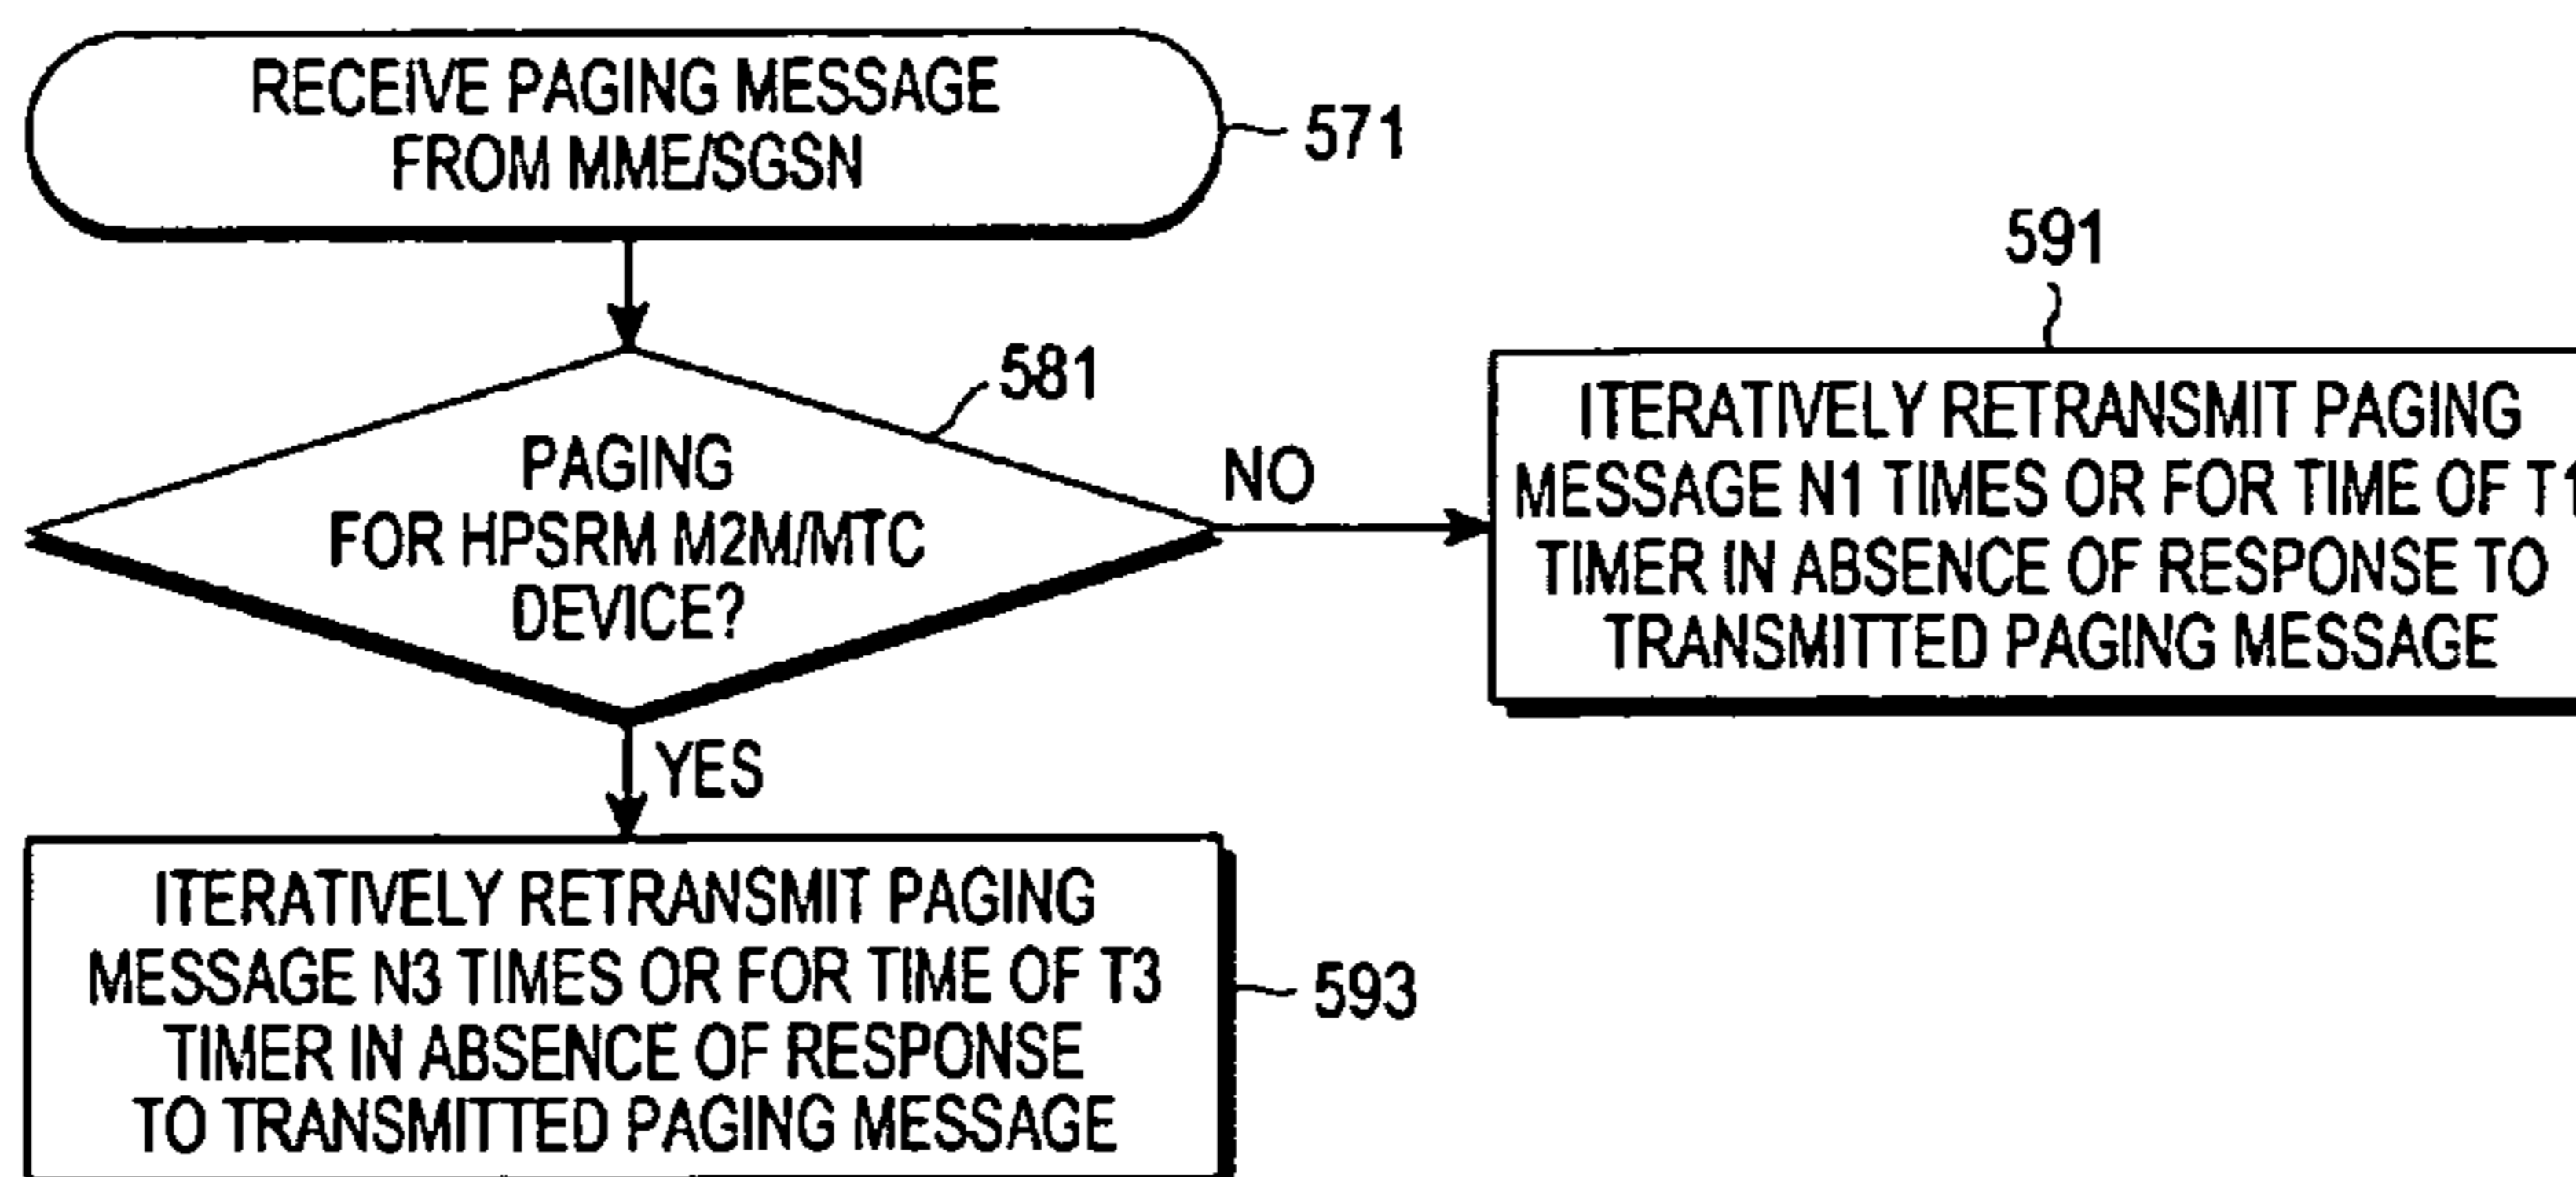 RECEIVE PAGING MESSAGE
FROM MME/SGSN
571
581
PAGING
FOR HPSRM M2M/MTC
DEVICE?
NO
591
ITERATIVELY RETRANSMIT PAGING
MESSAGE N1 TIMES OR FOR TIME OF T1
TIMER IN ABSENCE OF RESPONSE TO
TRANSMITTED PAGING MESSAGE
YES
ITERATIVELY RETRANSMIT PAGING
MESSAGE N3 TIMES OR FOR TIME OF T3
TIMER IN ABSENCE OF RESPONSE
TO TRANSMITTED PAGING MESSAGE
593